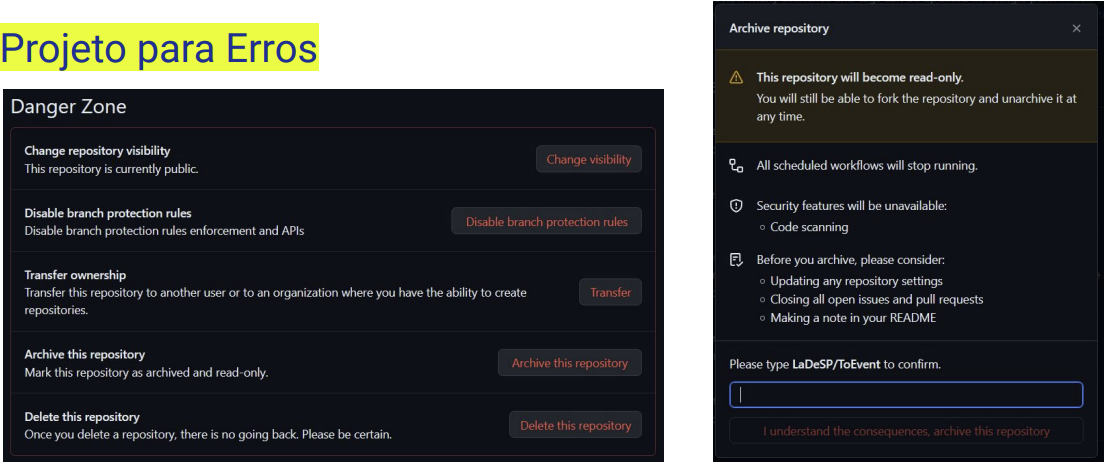 Projeto para Erros
Danger Zone
Change repository visibility
This repository is currently public.
Change visibility
Disable branch protection rules
Disable branch protection rules enforcement and APIs
Disable branch protection rules
Transfer ownership
Transfer this repository to another user or to an organization where you have the ability to create
repositories.
Transfer
Archive this repository
Mark this repository as archived and read-only.
Archive this repository
Delete this repository
Once you delete a repository, there is no going back. Please be certain.
Delete this repository
Archive repository
This repository will become read-only.
You will still be able to fork the repository and unarchive it at
any time.
All scheduled workflows will stop running.
Security features will be unavailable:
Code scanning
Before you archive, please consider:
Updating any repository settings
Closing all open issues and pull requests
Making a note in your README
Please type LaDeSP/ToEvent to confirm.
I understand the consequences, archive this repository